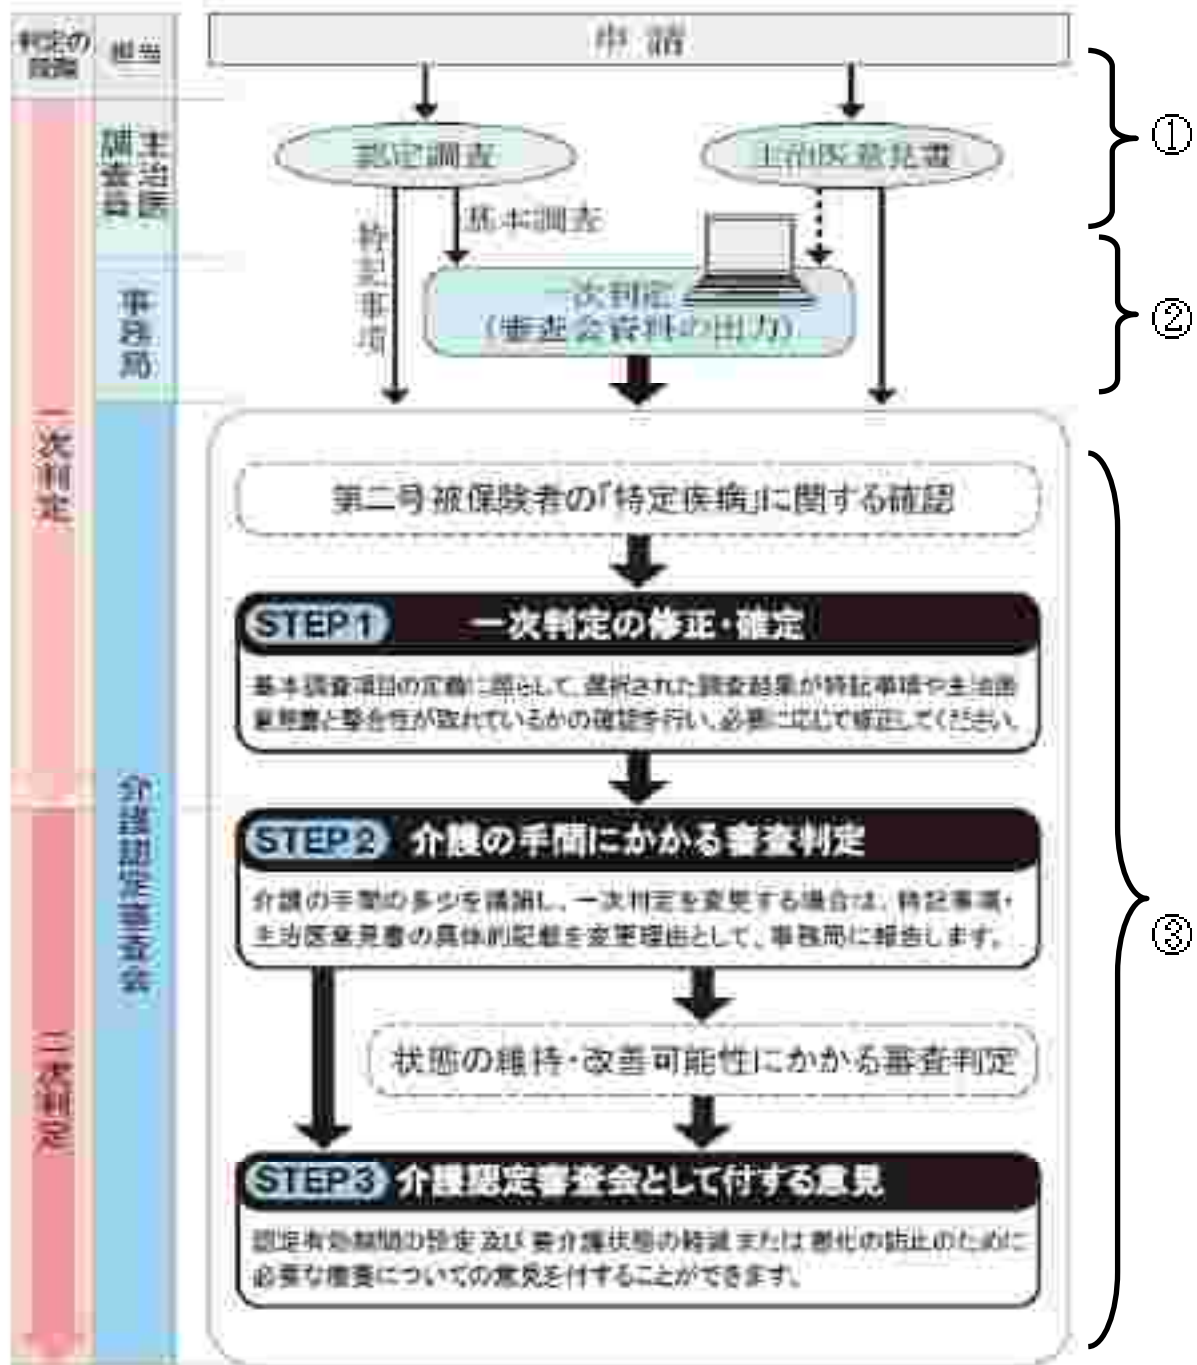 判定の
段階
担当
申請
①
調査員
主治医
認定調査
主治医意見書
基本調査
特記事項
②
事務局
一次判定
(審査会資料の出力)
一次判定
第二号被保険者の「特定疾病」に関する確認
STEP1 一次判定の修正・確定
基本調査項目の定義に照らして、選択された調査結果が特記事項や主治医
意見書と整合性が取れているかの確認を行い、必要に応じて修正してください。
介護認定審査会
STEP2 介護の手間にかかる審査判定
介護の手間の多少を議論し、一次判定を変更する場合は、特記事項・
主治医意見書の具体的記載を変更理由として、事務局に報告します。
③
二次判定
状態の維持・改善可能性にかかる審査判定
STEP3 介護認定審査会として付する意見
認定有効期間の設定及び要介護状態の軽減または悪化の防止のために
必要な療養についての意見を付することができます。